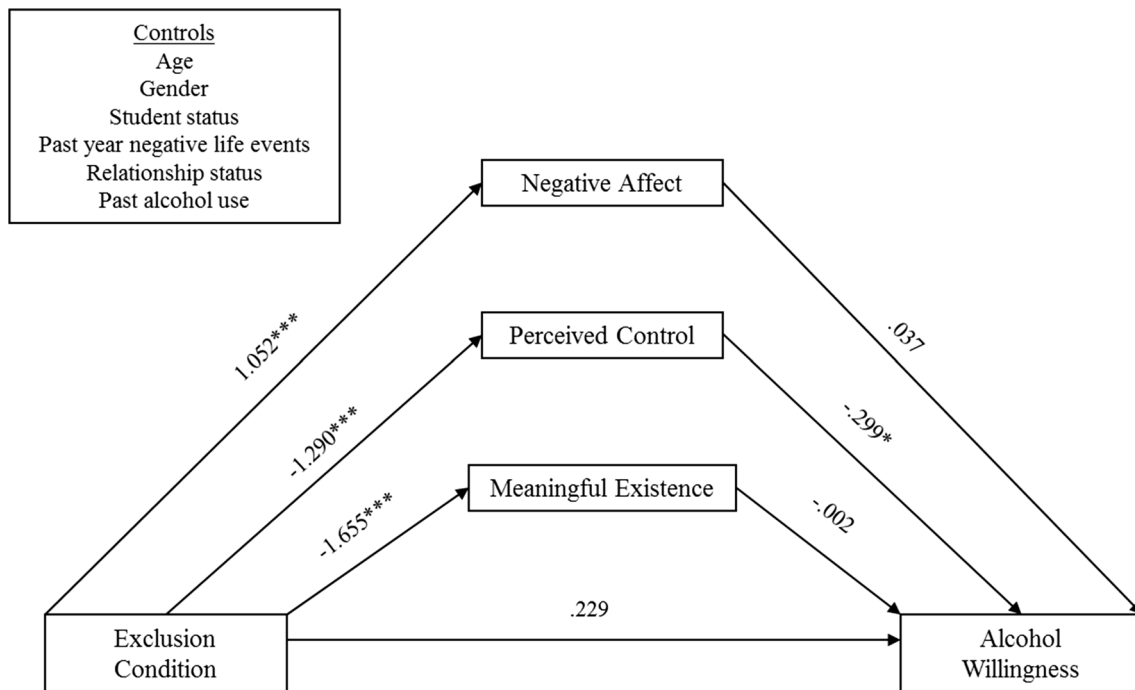 Controls
Age
Gender
Student status
Past year negative life events
Relationship status
Past alcohol use
Negative Affect
1.052***
.037
Perceived Control
-1.290***
-.299*
Meaningful Existence
-1.655***
-.002
.229
Exclusion
Condition
Alcohol
Willingness